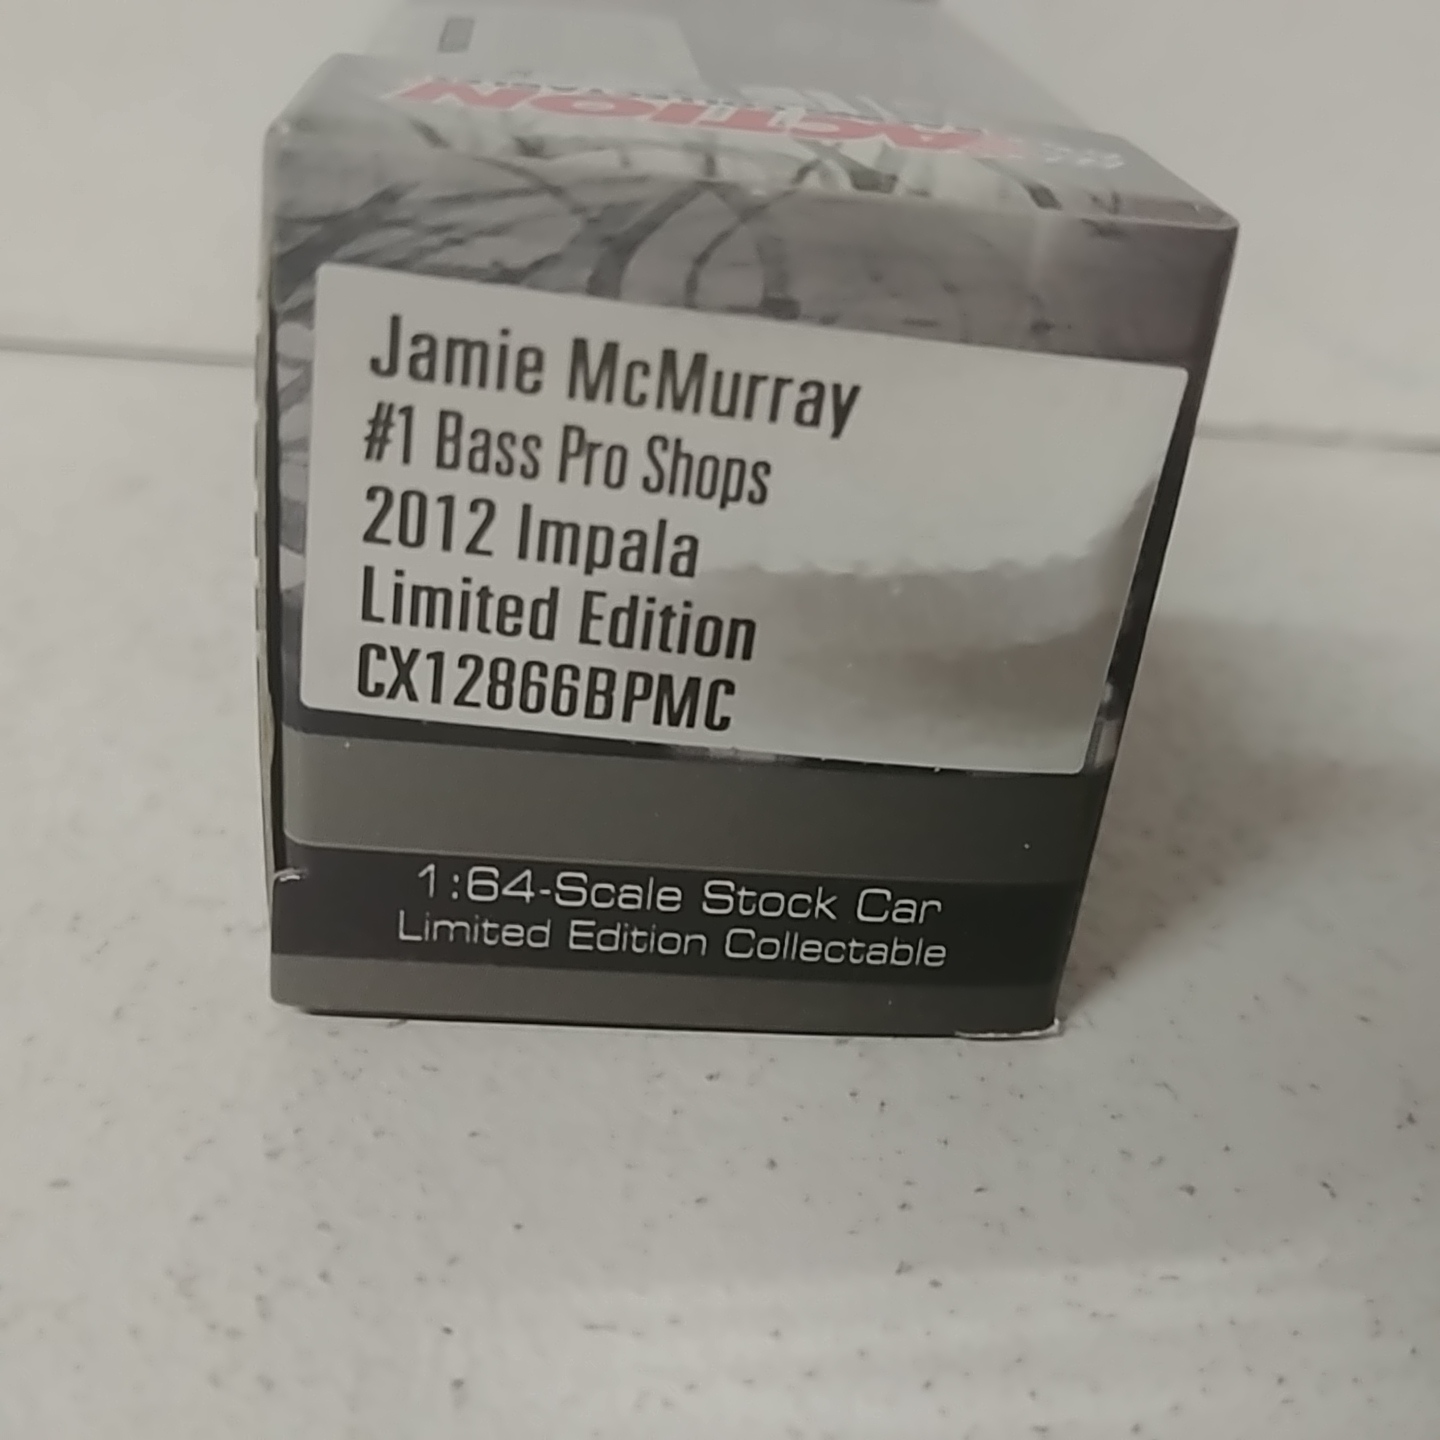 ACTION
Jamie McMurray
#1 Bass Pro Shops
2012 Impala
Limited Edition
CX12866BPMC
1:64-Scale Stock Car
Limited Edition Collectable